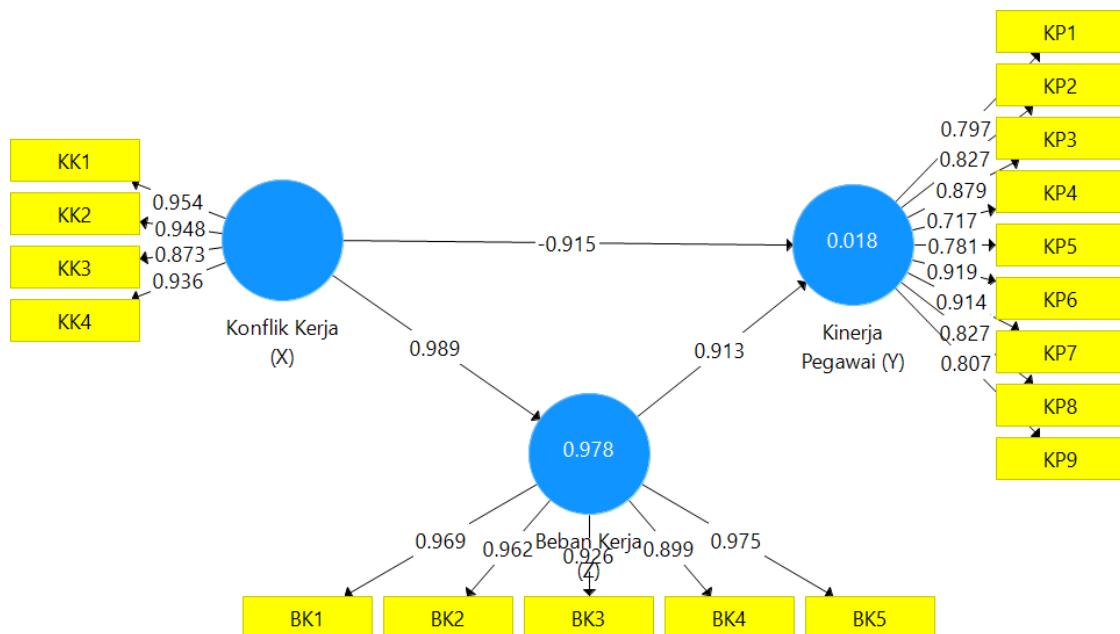 KP1
KP2
0.797
KP3
0.827
KK1
0.879
KP4
0.954
0.717
KK2
0.948
-0.915
0.018
0.781
KP5
KK3
0.873
0.919
0.936
0.914
KP6
KK4
Konflik Kerja
(X)
Kinerja
Pegawai (Y)
0.827
KP7
0.989
0.913
0.807
KP8
0.978
KP9
0.969
0.962
Beban Kerja
(Z)
0.926
0.899
0.975
BK1
BK2
BK3
BK4
BK5